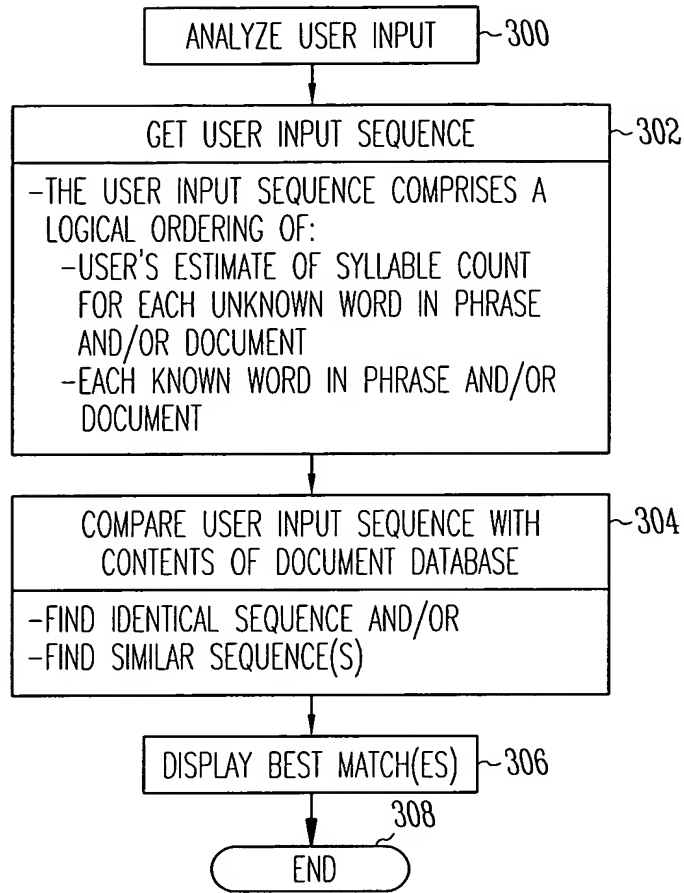 ANALYZE USER INPUT 300
GET USER INPUT SEQUENCE 302
-THE USER INPUT SEQUENCE COMPRISES A
LOGICAL ORDERING OF:
-USER'S ESTIMATE OF SYLLABLE COUNT
FOR EACH UNKNOWN WORD IN PHRASE
AND/OR DOCUMENT
-EACH KNOWN WORD IN PHRASE AND/OR
DOCUMENT
COMPARE USER INPUT SEQUENCE WITH 304
CONTENTS OF DOCUMENT DATABASE
-FIND IDENTICAL SEQUENCE AND/OR
-FIND SIMILAR SEQUENCE(S)
DISPLAY BEST MATCH(ES) 306
308
END